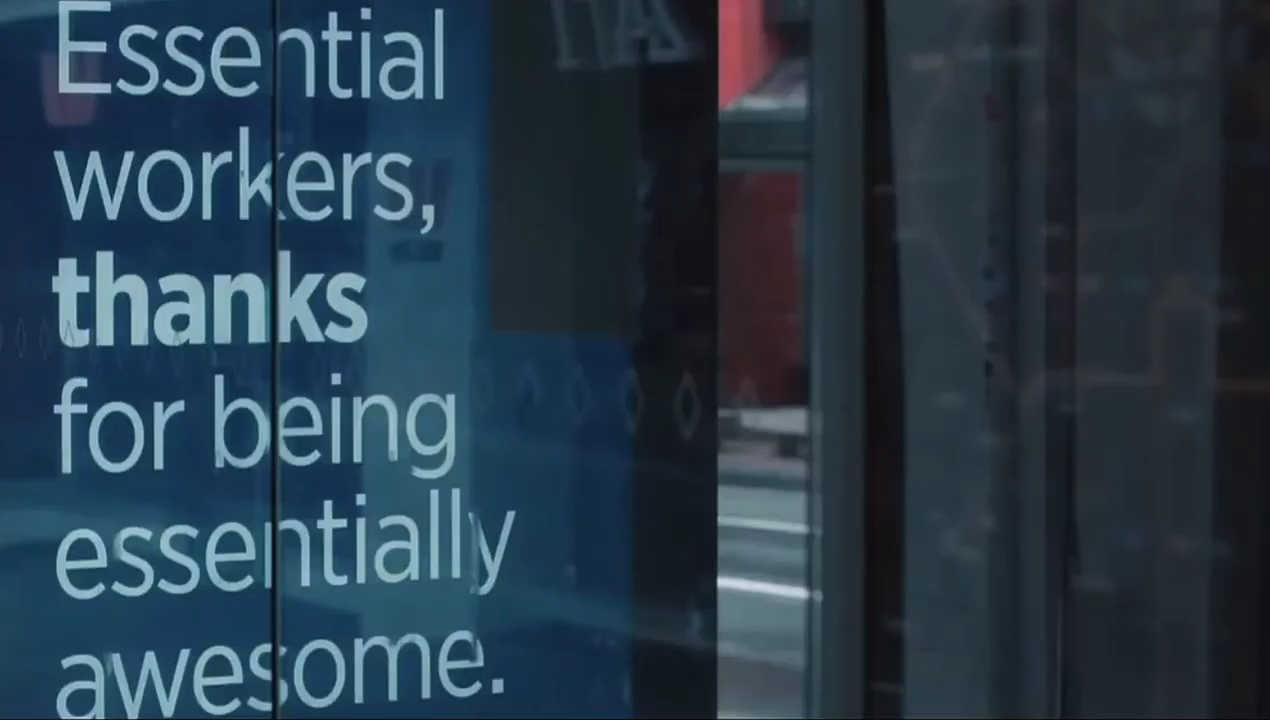 Essential
workers,
thanks
for being
essentially
awesome.